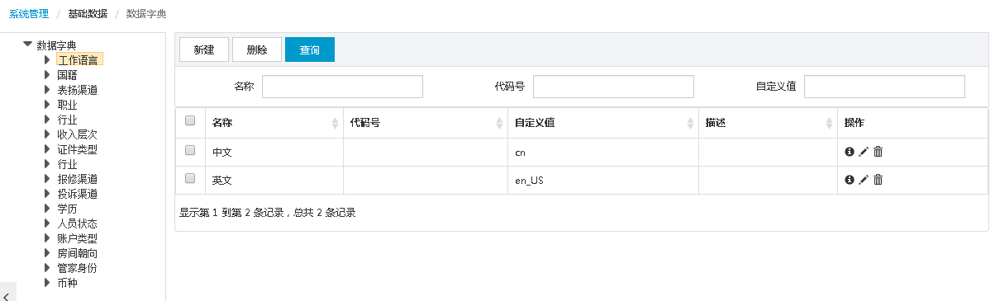 系统管理 / 基础数据 / 数据字典
数据字典
工作语言
国籍
表扬渠道
职业
行业
收入层次
证件类型
行业
报修渠道
投诉渠道
学历
人员状态
账户类型
房间朝向
管家身份
币种
新建 删除 查询
名称 代码号 自定义值
名称 代码号 自定义值 描述 操作
中文 cn
英文 en_US
显示第 1 到第 2 条记录，总共 2 条记录